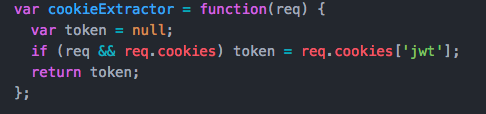 var cookieExtractor = function(req) {
  var token = null;
  if (req && req.cookies) token = req.cookies['jwt'];
  return token;
};